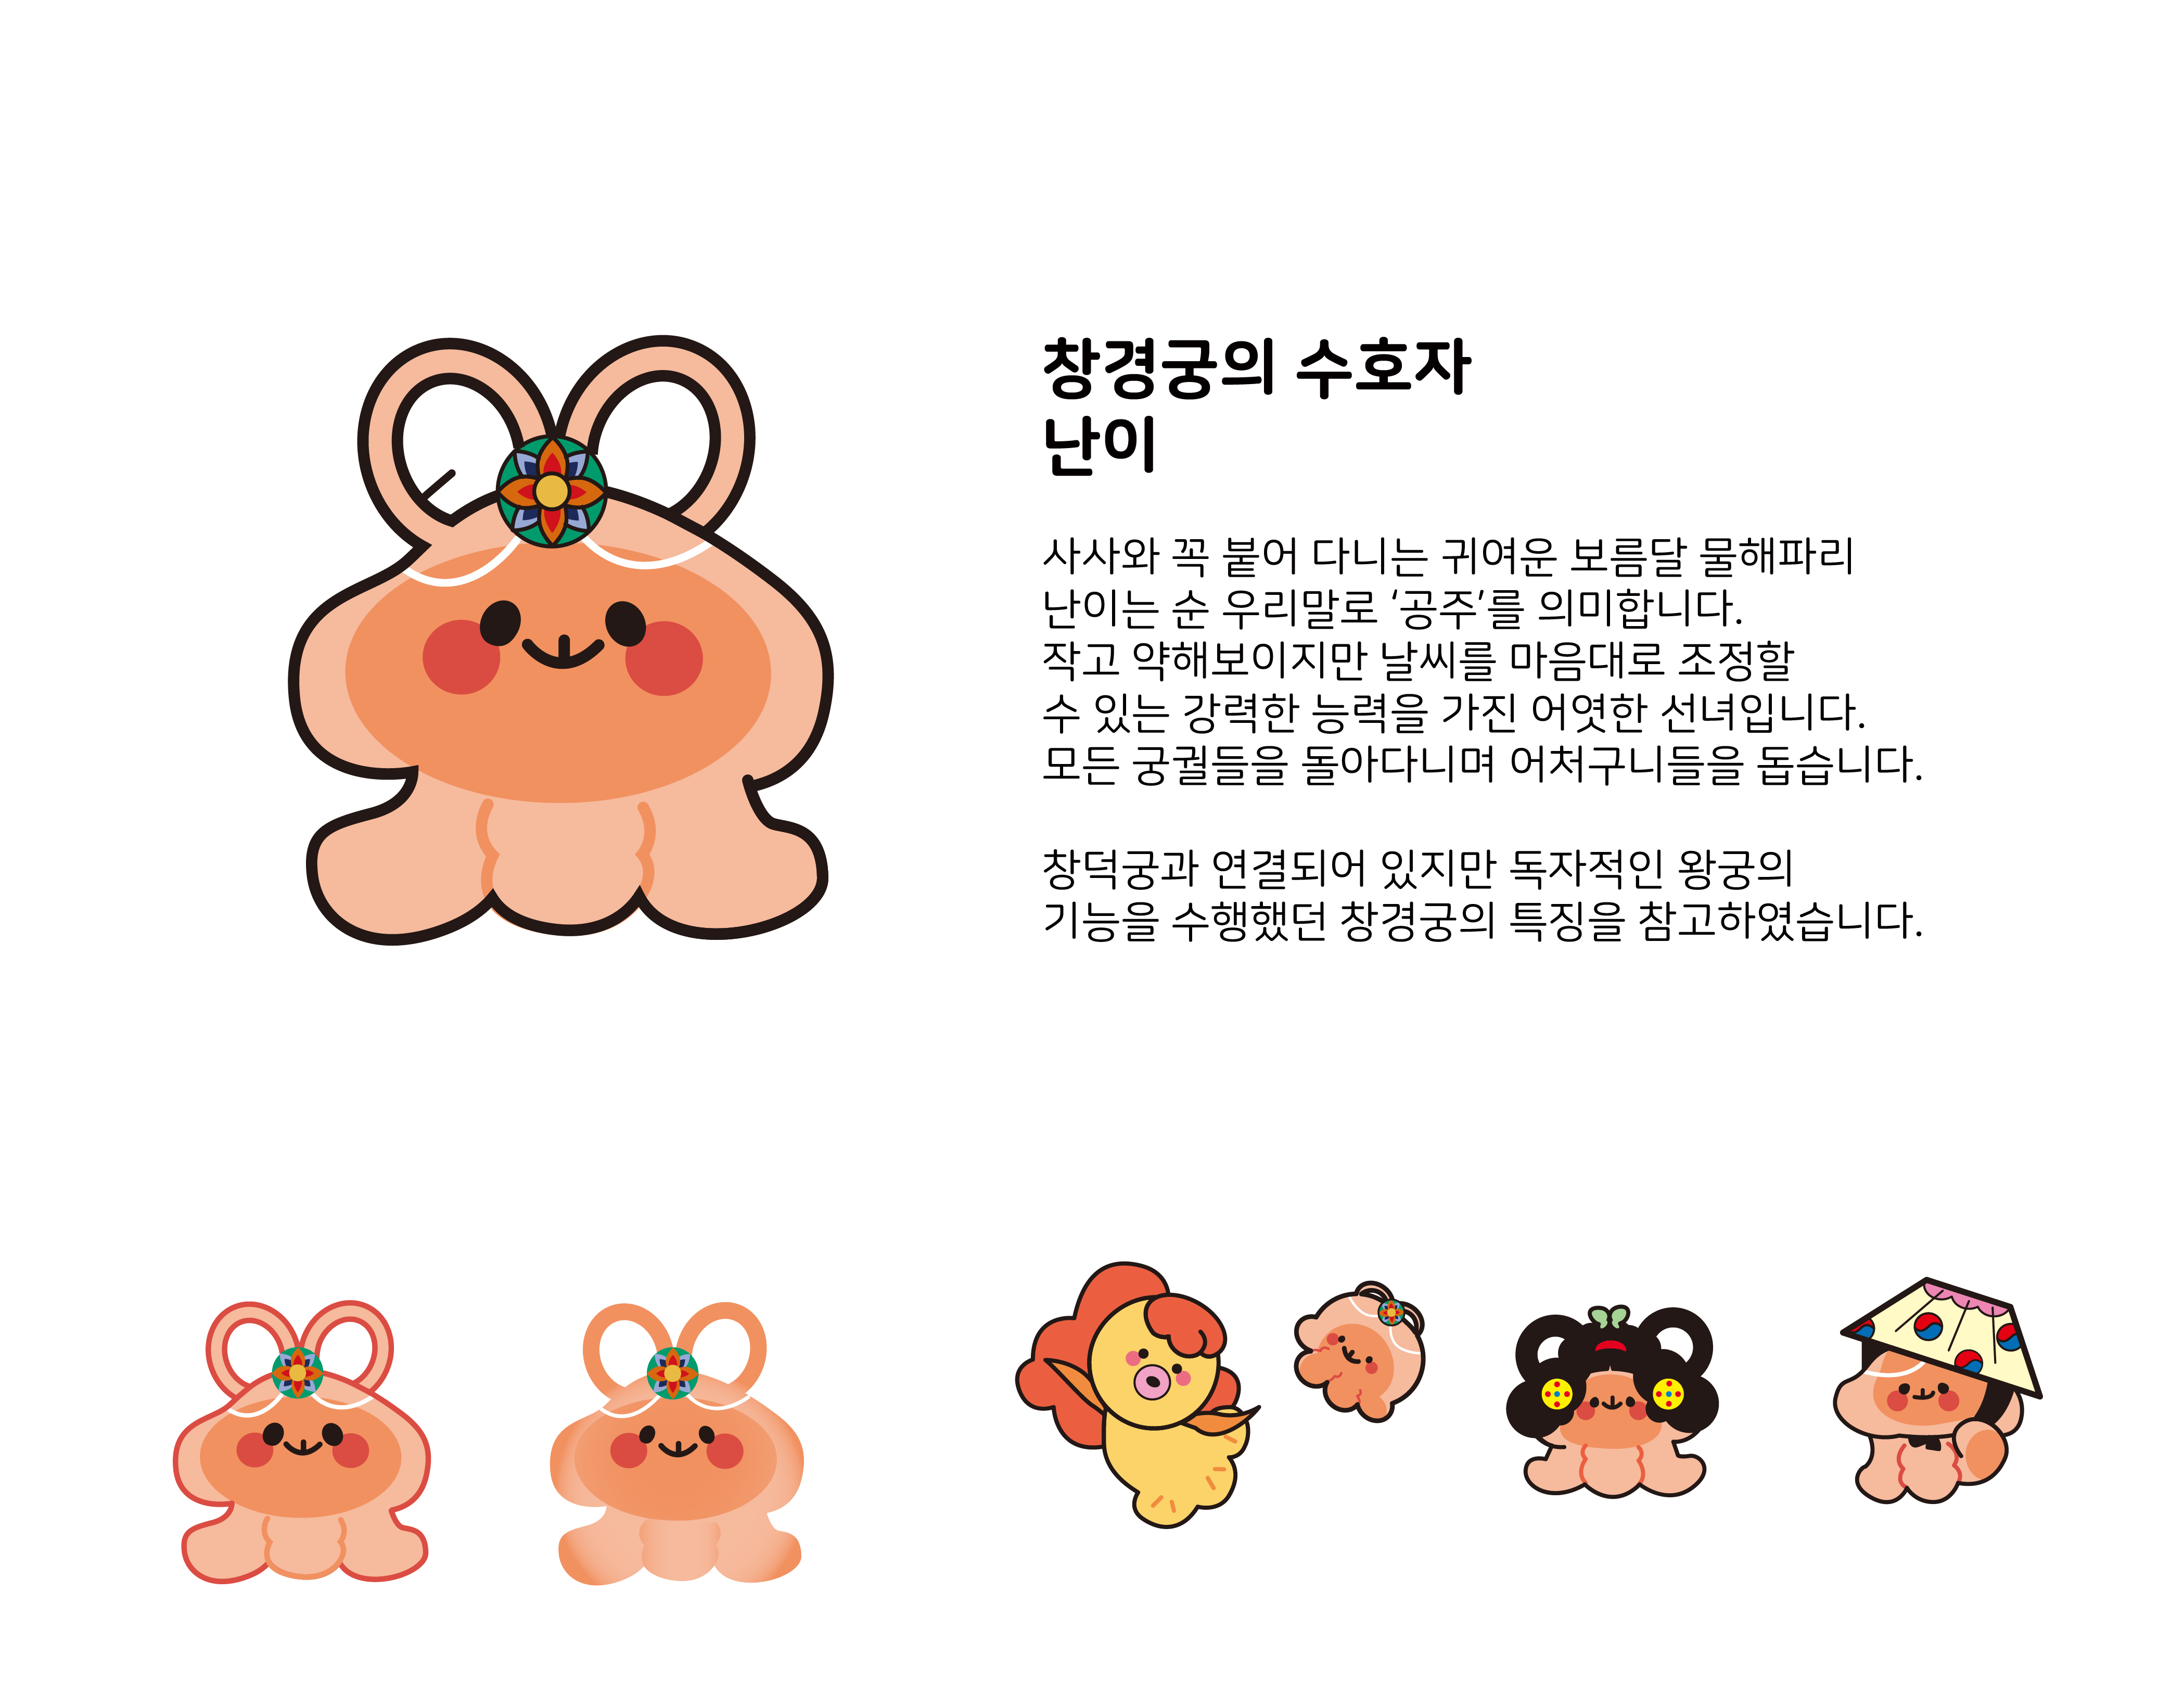 창경궁의 수호자
난이
사사와 꼭 붙어 다니는 귀여운 보름달 물해파리
난이는 순 우리말로 ‘공주’를 의미합니다.
작고 약해보이지만 날씨를 마음대로 조정할
수 있는 강력한 능력을 가진 어엿한 선녀입니다.
모든 궁궐들을 돌아다니며 어처구니들을 돕습니다.
창덕궁과 연결되어 있지만 독자적인 왕궁의
기능을 수행했던 창경궁의 특징을 참고하였습니다.